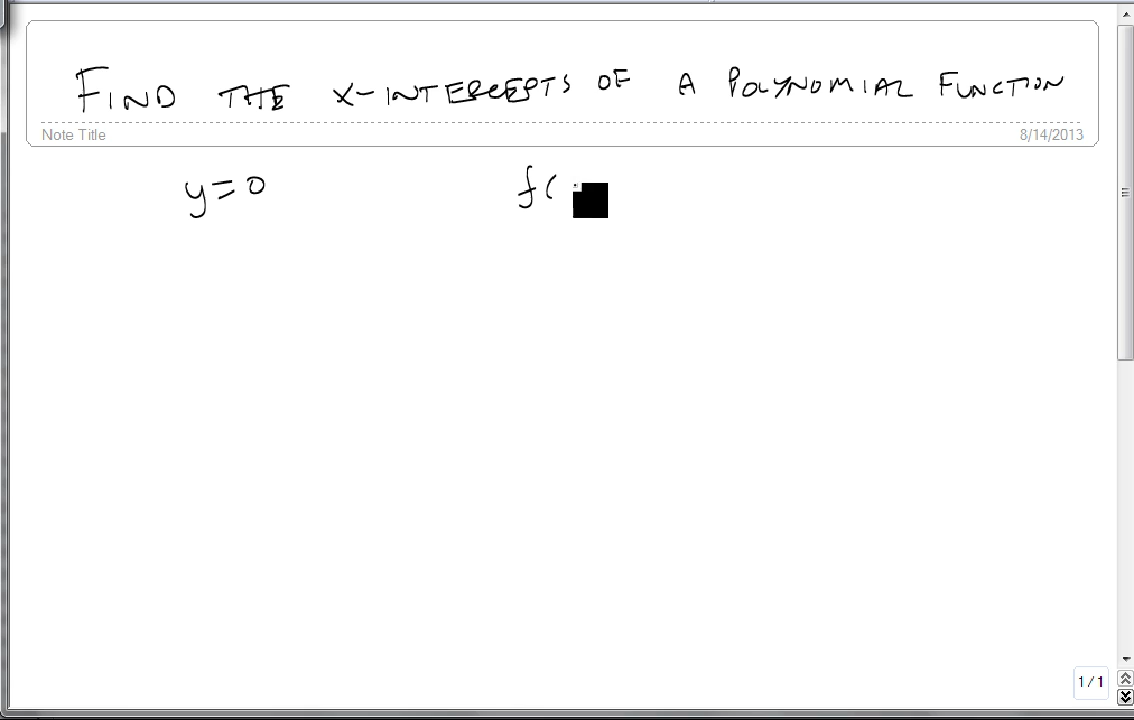 FIND THE X-INTERCEPTS OF A POLYNOMIAL FUNCTION
Note Title 8/14/2013
y=0 f(
1/1